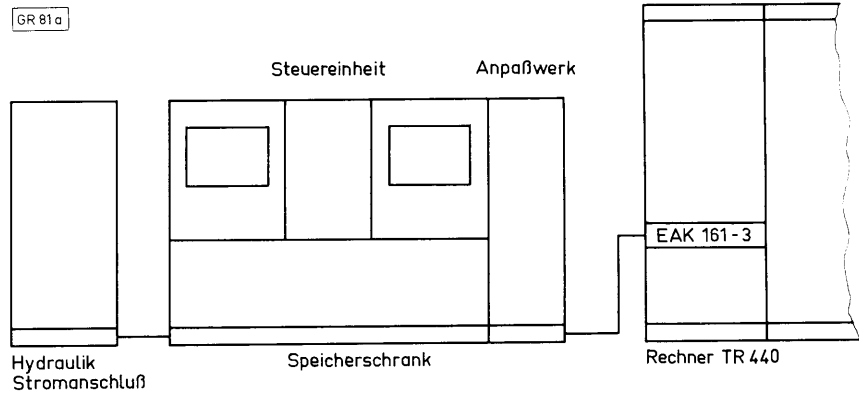 GR 81a
Steuereinheit
Anpaßwerk
EAK 161-3
Hydraulik
Stromanschluß
Speicherschrank
Rechner TR 440